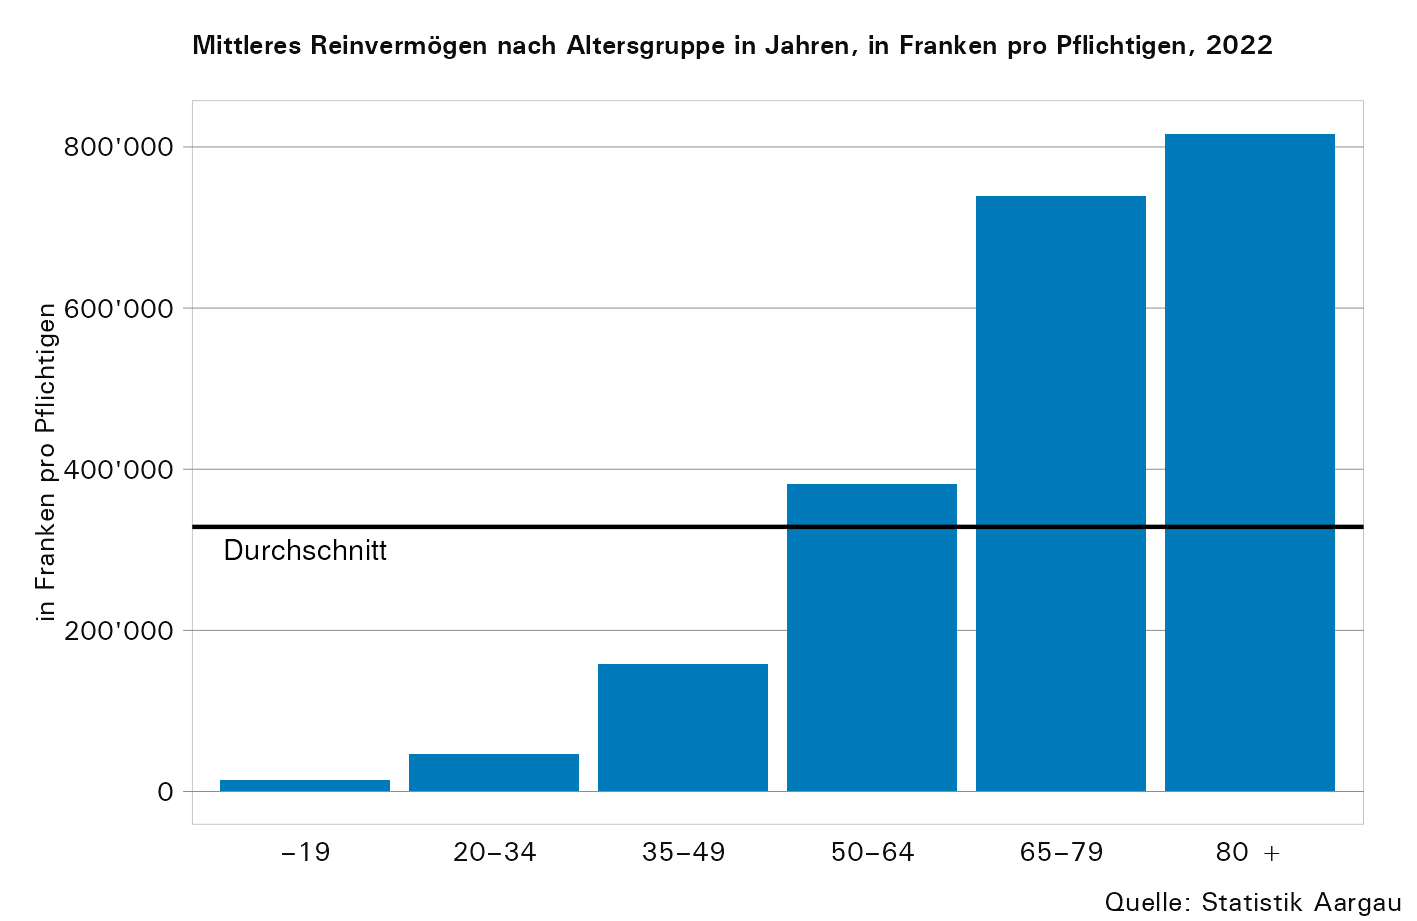 Mittleres Reinvermögen nach Altersgruppe in Jahren, in Franken pro Pflichtigen, 2022
in Franken pro Pflichtigen
800'000
600'000
400'000
200'000
0
Durchschnitt
–19
20–34
35–49
50–64
65–79
80 +
Quelle: Statistik Aargau